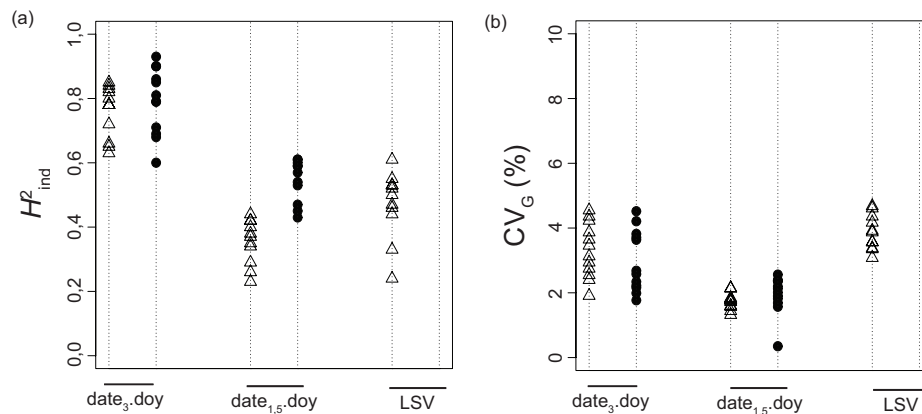 (a)
H²ind
1,0
0,8
0,6
0,4
0,2
0,0
date₃.doy
date₁,₅.doy
LSV
(b)
CV_G (%)
10
8
6
4
2
0
date₃.doy
date₁,₅.doy
LSV